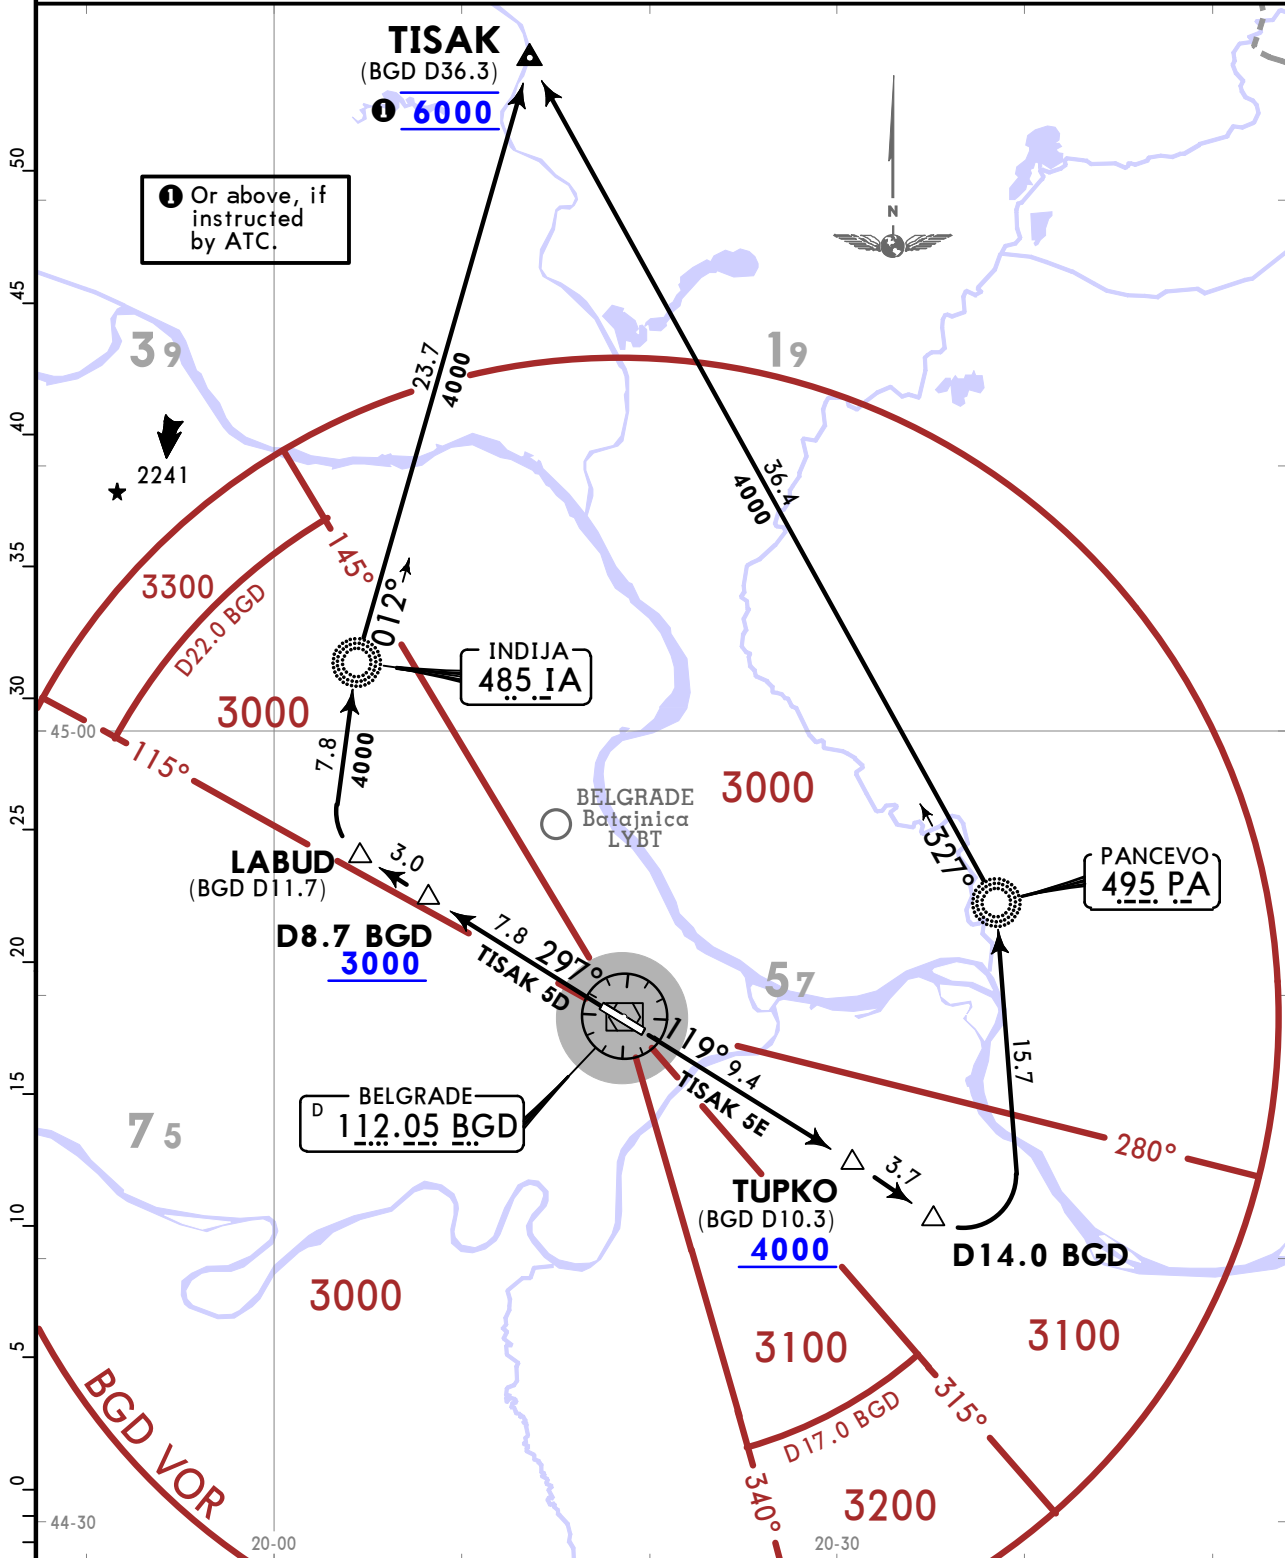 TISAK
(BGD D36.3)
1 6000
1 Or above, if
instructed
by ATC.
N
50
45
40
35
30
25
20
15
10
5
0
39
19
57
75
2241
23.7
4000
36.4
4000
145°
3300
D22.0 BGD
012°
INDIJA
485 IA
3000
45-00
115°
7.8
4000
3000
BELGRADE
Batajnica
LYBT
LABUD
(BGD D11.7)
3.0
327°
PANCEVO
495 PA
D8.7 BGD
3000
7.8
297°
TISAK 5D
119°
9.4
TISAK 5E
15.7
BELGRADE
D 112.05 BGD
280°
3.7
TUPKO
(BGD D10.3)
4000
D14.0 BGD
3000
3100
3100
BGD VOR
D17.0 BGD
315°
340°
3200
44-30
20-00
20-30